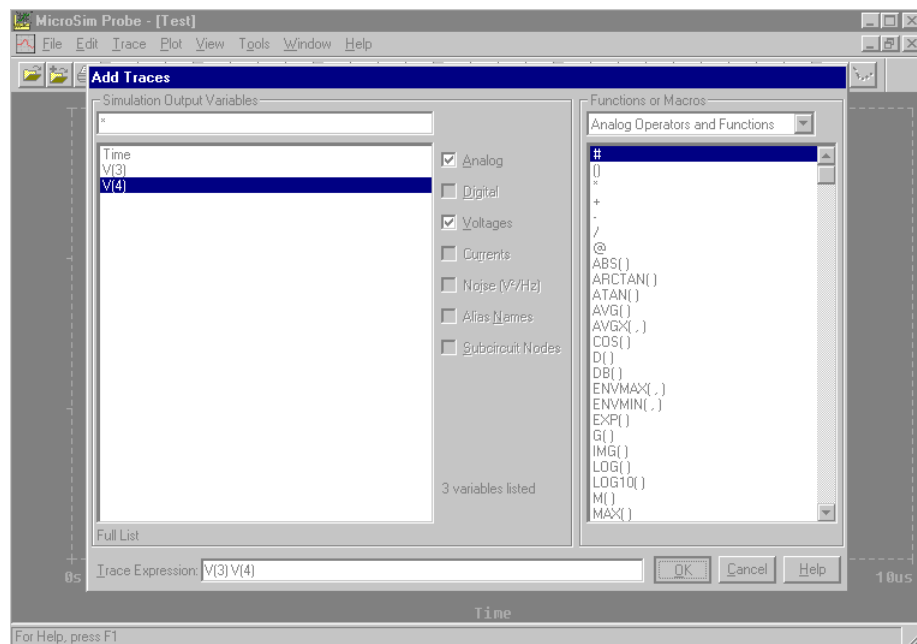 MicroSim Probe - [Test]
File Edit Trace Plot View Tools Window Help
Add Traces
Simulation Output Variables
*
Time
V(3)
V(4)
Analog
Digital
Voltages
Currents
Noise (V²/Hz)
Alias Names
Subcircuit Nodes
3 variables listed
Full List
Functions or Macros
Analog Operators and Functions
#
()
*
+
-
/
@
ABS()
ARCTAN()
ATAN()
AVG()
AVGX(,)
COS()
D()
DB()
ENVMAX(,)
ENVMIN(,)
EXP()
G()
IMG()
LOG()
LOG10()
M()
MAX()
Trace Expression: V(3) V(4)
OK Cancel Help
0s 10us
Time
For Help, press F1